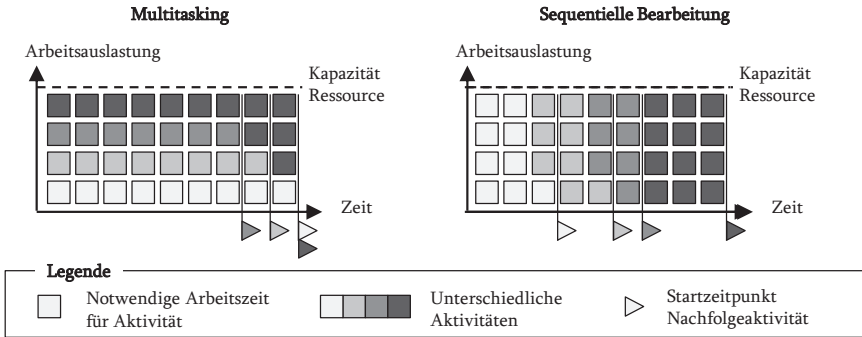 Multitasking
Sequentielle Bearbeitung
Arbeitsauslastung
Kapazität
Ressource
Zeit
Arbeitsauslastung
Kapazität
Ressource
Zeit
Legende
Notwendige Arbeitszeit
für Aktivität
Unterschiedliche
Aktivitäten
Startzeitpunkt
Nachfolgeaktivität